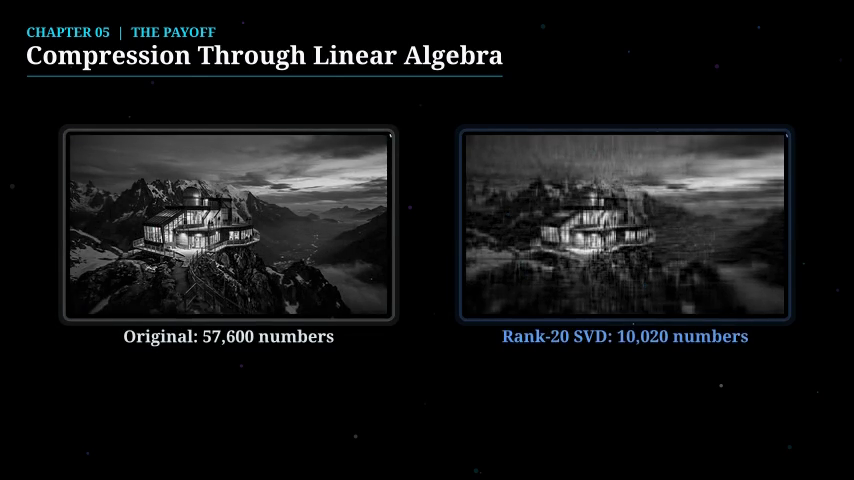 CHAPTER 05 | THE PAYOFF
Compression Through Linear Algebra
Original: 57,600 numbers
Rank-20 SVD: 10,020 numbers